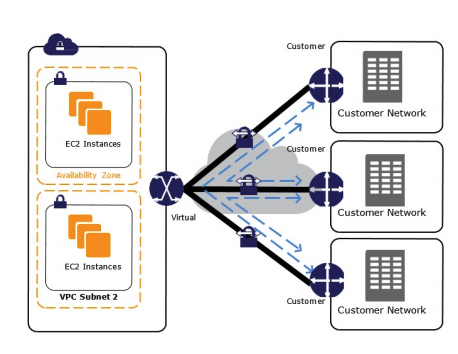 EC2 Instances
Availability Zone
EC2 Instances
VPC Subnet 2
Virtual
Customer
Customer Network
Customer
Customer Network
Customer
Customer Network